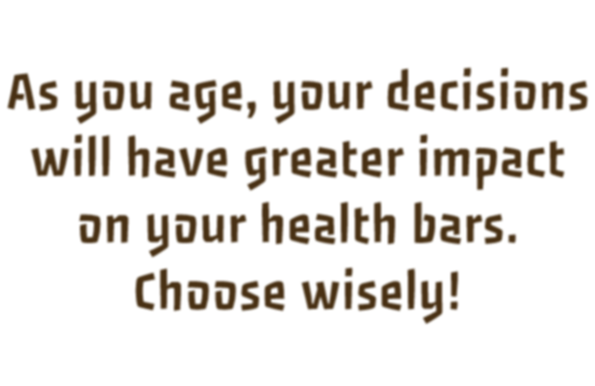 As you age, your decisions
will have greater impact
on your health bars.
Choose wisely!